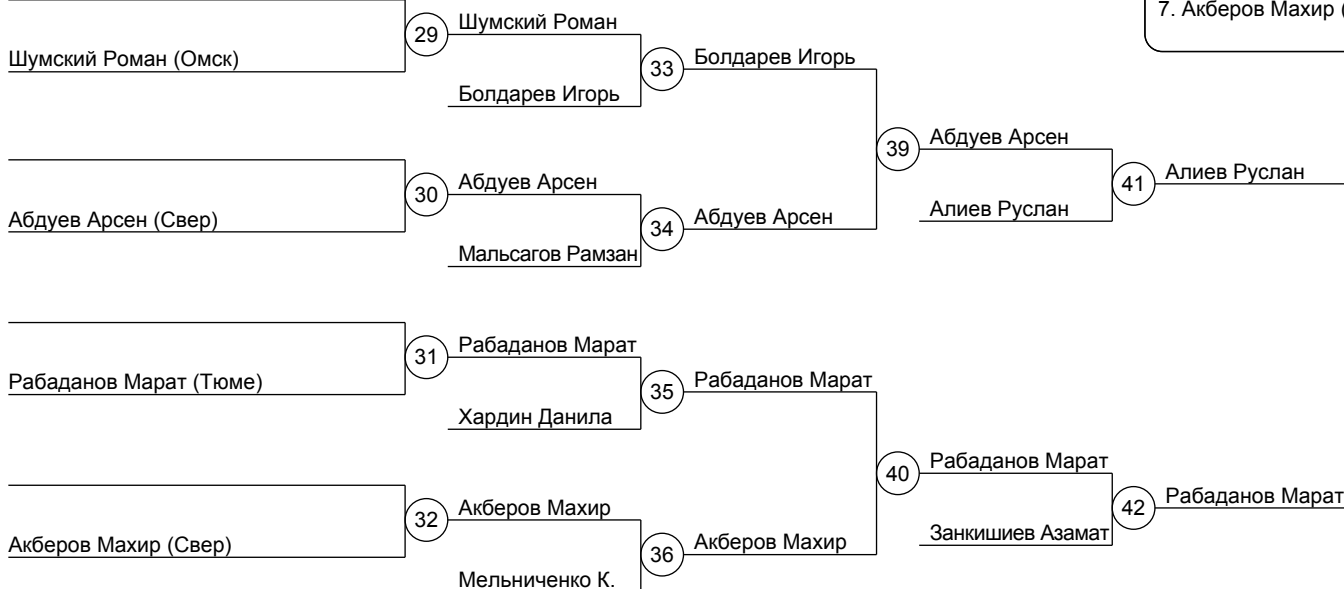 7. Акберов Махир (
29
Шумский Роман
Шумский Роман (Омск)
33
Болдарев Игорь
Болдарев Игорь
39
Абдуев Арсен
41
Алиев Руслан
30
Абдуев Арсен
Абдуев Арсен (Свер)
34
Абдуев Арсен
Алиев Руслан
Мальсагов Рамзан
31
Рабаданов Марат
Рабаданов Марат (Тюме)
35
Рабаданов Марат
Хардин Данила
40
Рабаданов Марат
42
Рабаданов Марат
32
Акберов Махир
Акберов Махир (Свер)
36
Акберов Махир
Занкишиев Азамат
Мельниченко К.